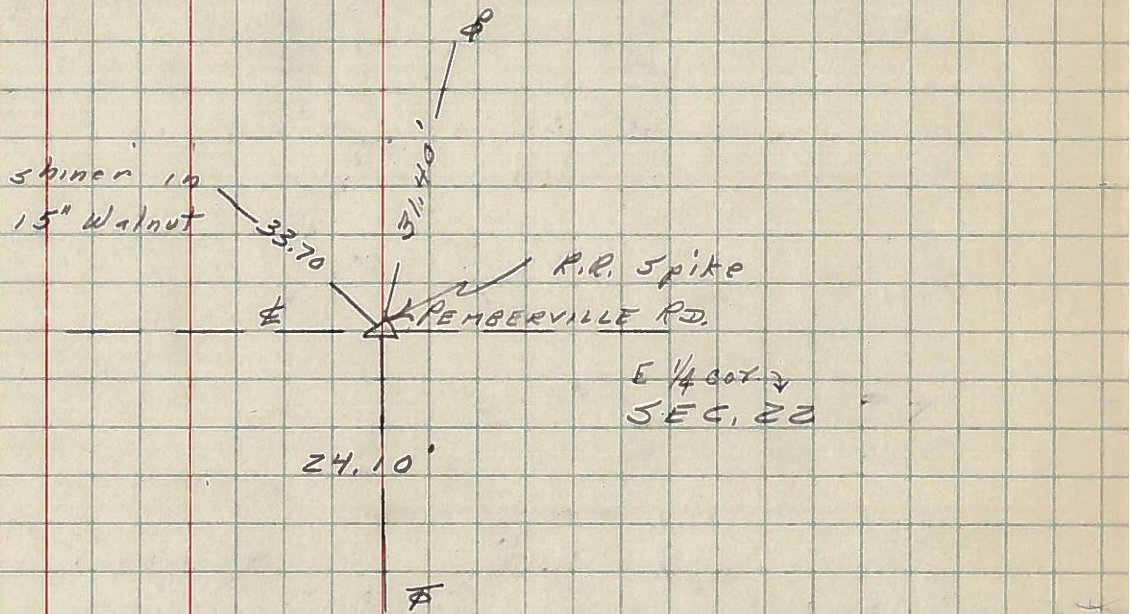 31.40'
shiner in
15" Walnut
33.70
R.R. Spike
℄
PEMBERVILLE RD.
E 1/4 cor.
SEC. 22
24.10'